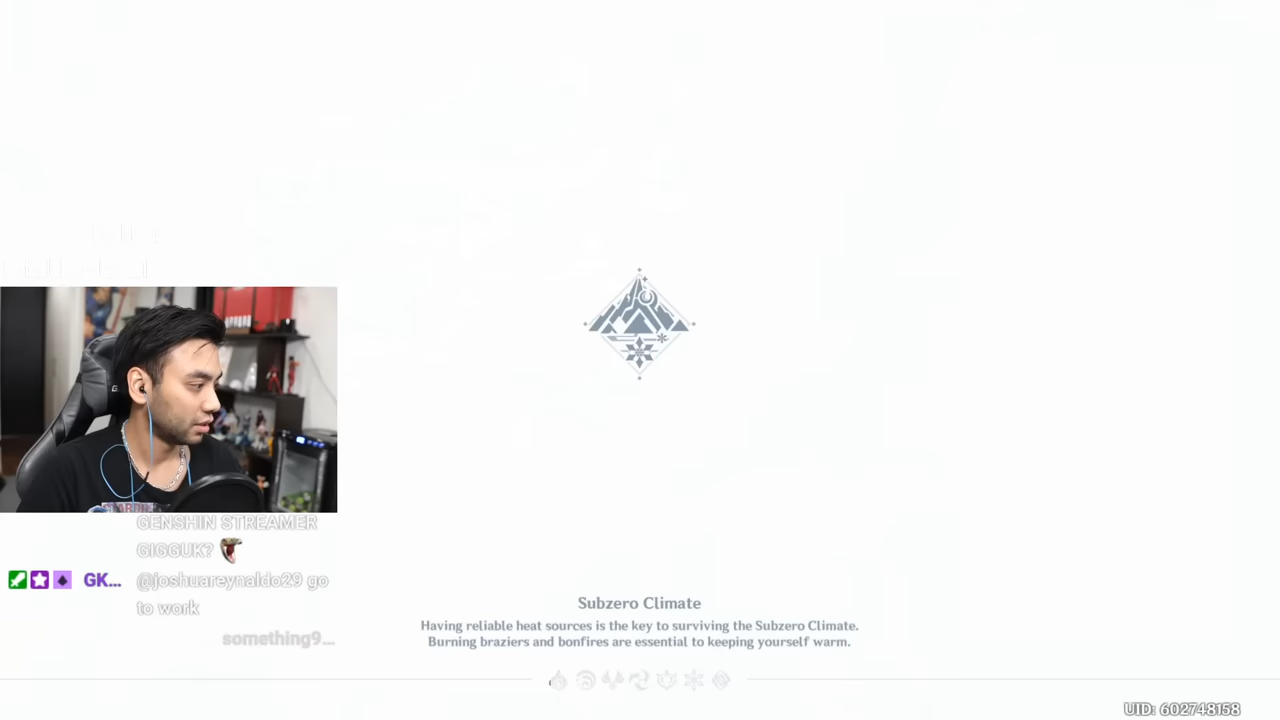 GENSHIN STREAMER
GIGGUK?
GK... @joshuareynaldo29 go
to work
something9...
Subzero Climate
Having reliable heat sources is the key to surviving the Subzero Climate.
Burning braziers and bonfires are essential to keeping yourself warm.
UID: 602748158